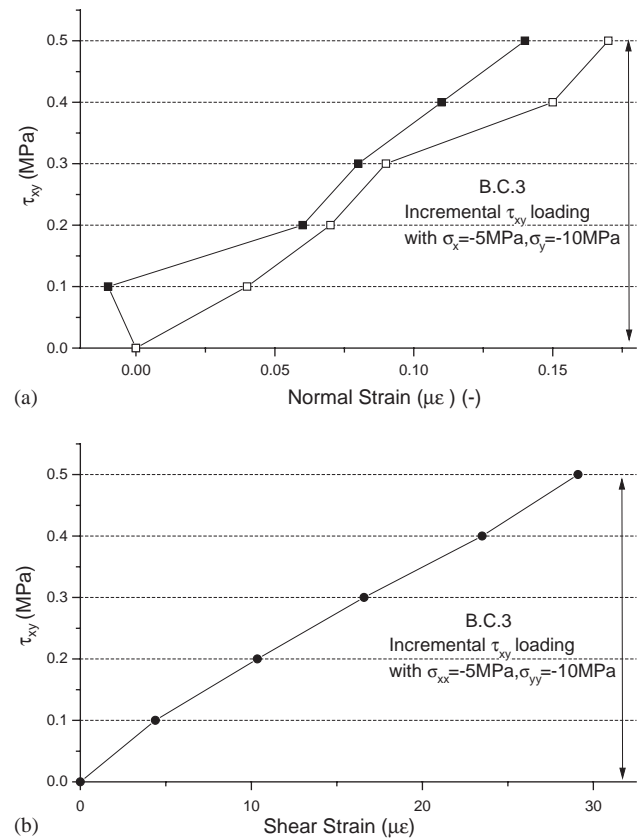 0.5
0.4
0.3
0.2
0.1
0.0
τxy (MPa)
B.C.3
Incremental τxy loading
with σx=-5MPa,σy=-10MPa
0.00 0.05 0.10 0.15
(a) Normal Strain (με ) (-)
0.5
0.4
0.3
0.2
0.1
0.0
τxy (MPa)
B.C.3
Incremental τxy loading
with σxx=-5MPa,σyy=-10MPa
0 10 20 30
(b) Shear Strain (με)